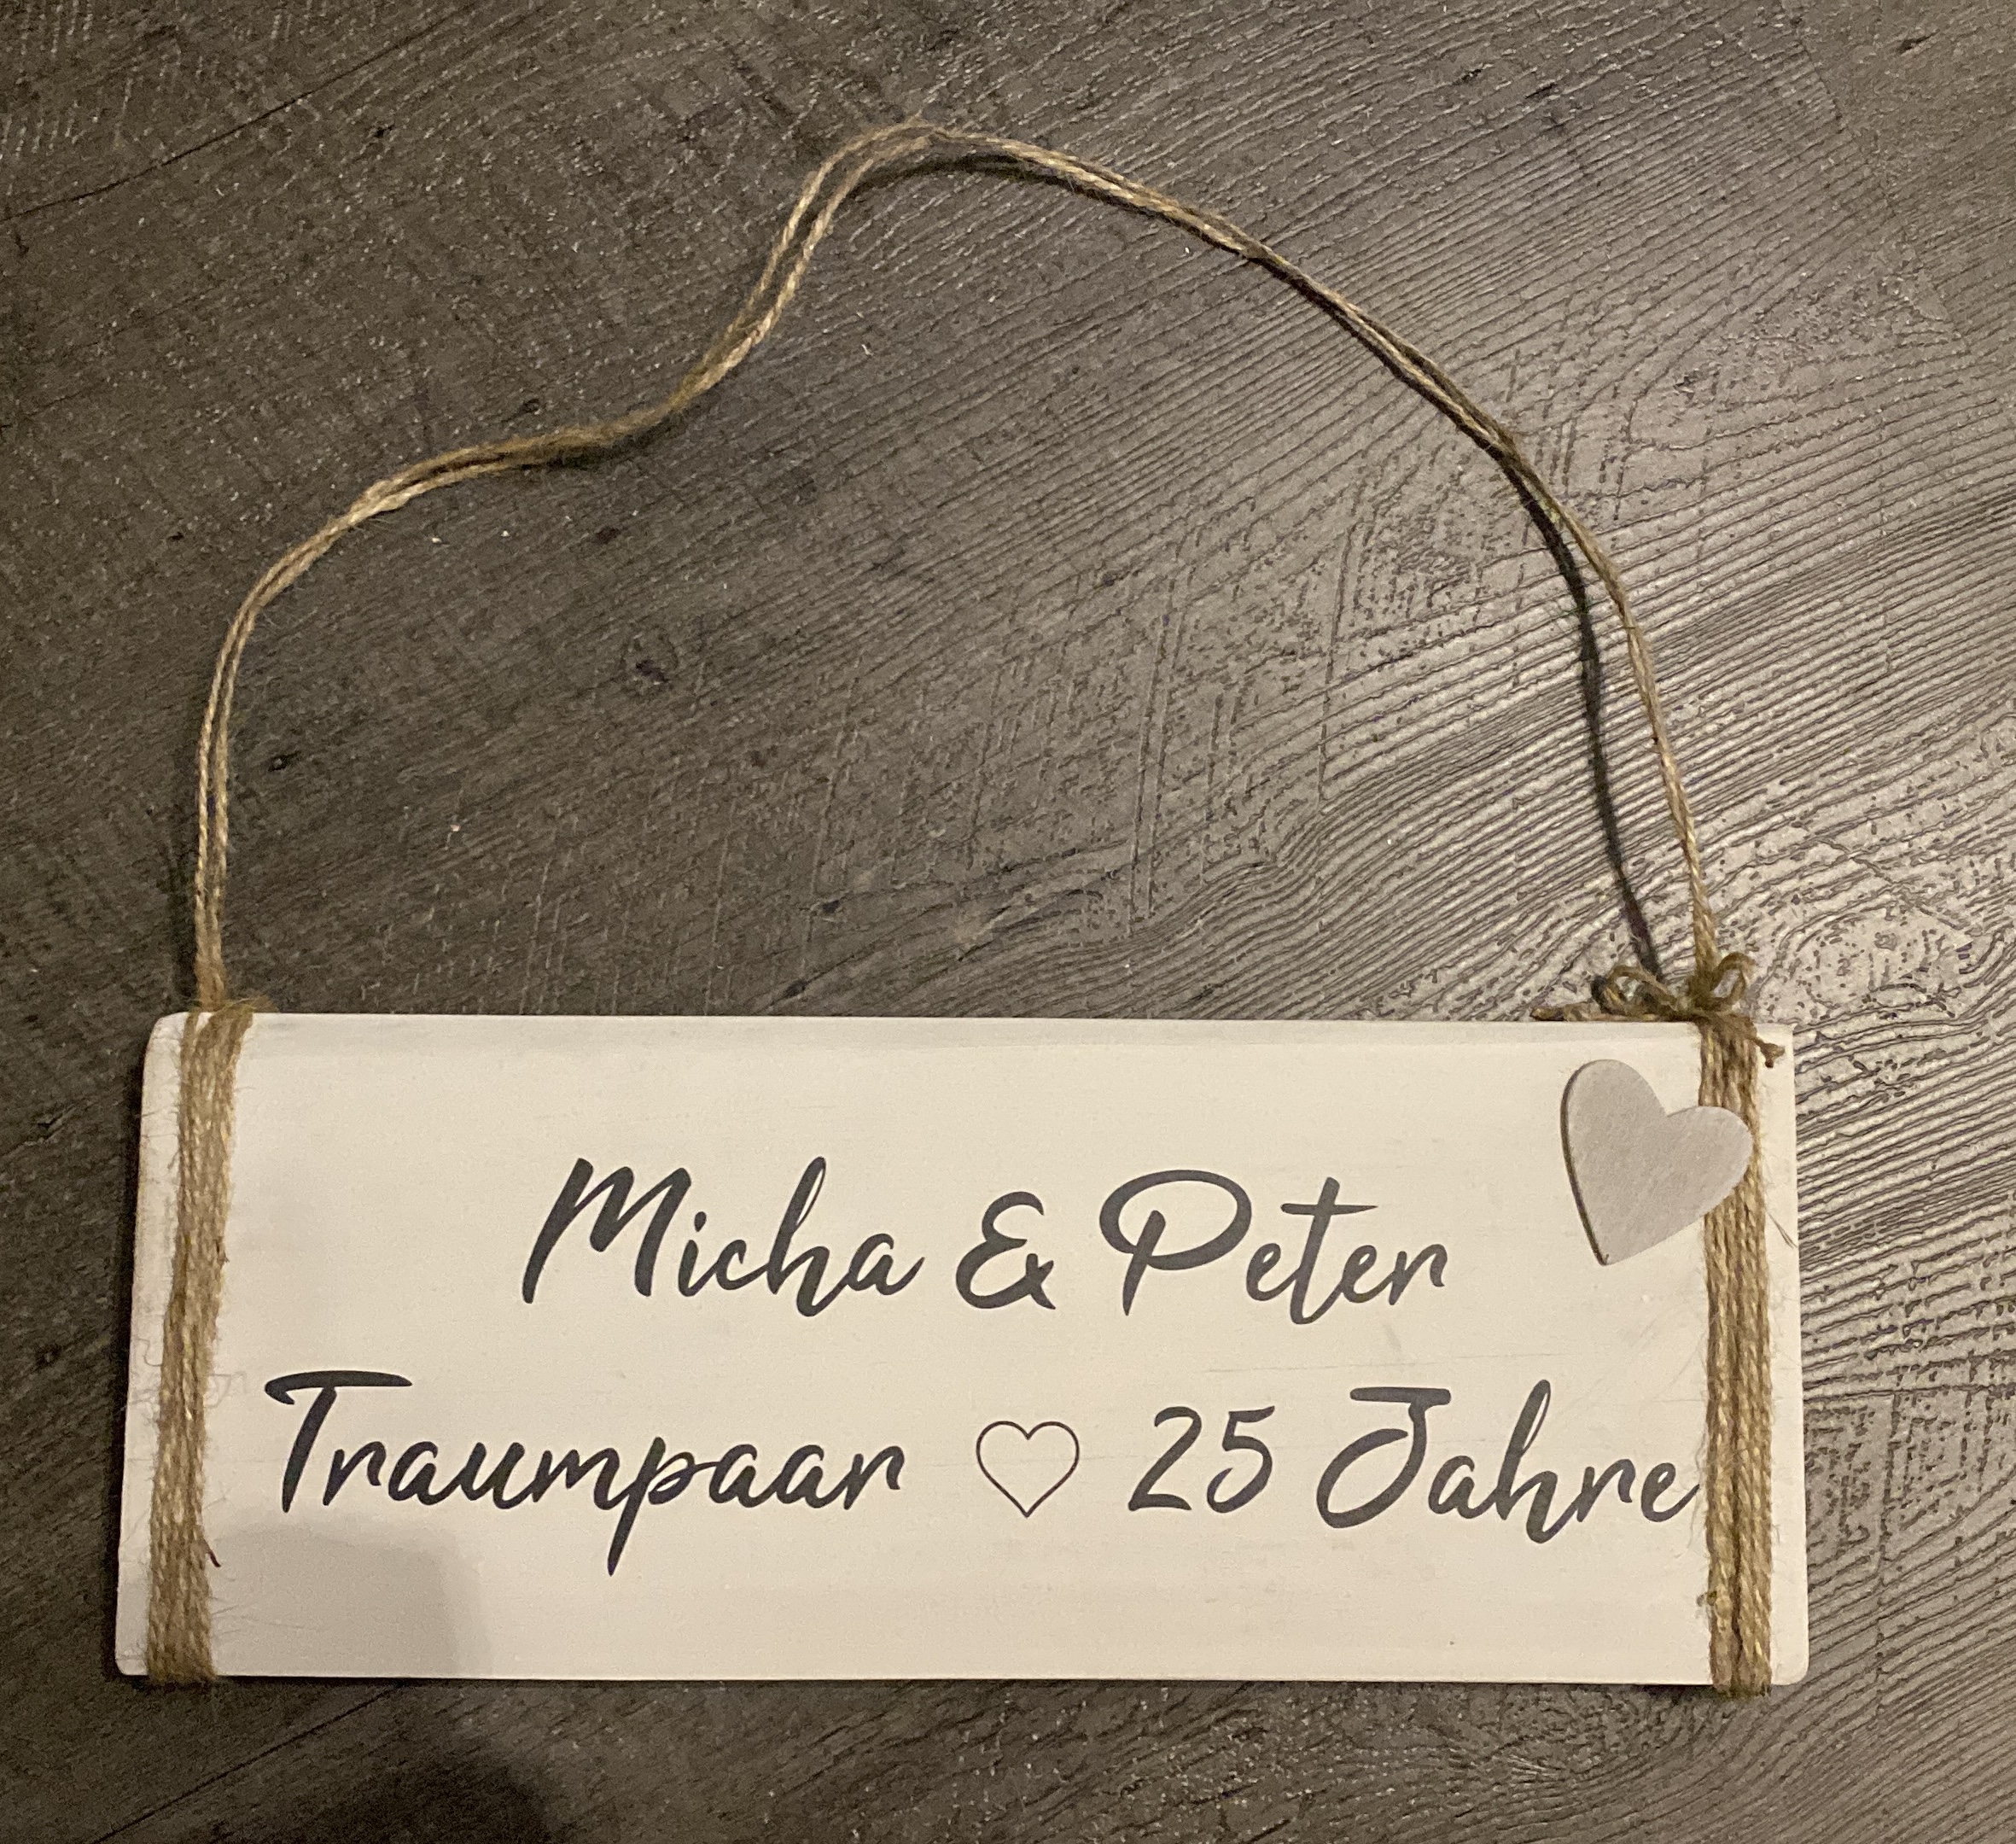 Micha & Peter
Traumpaar ♡ 25 Jahre